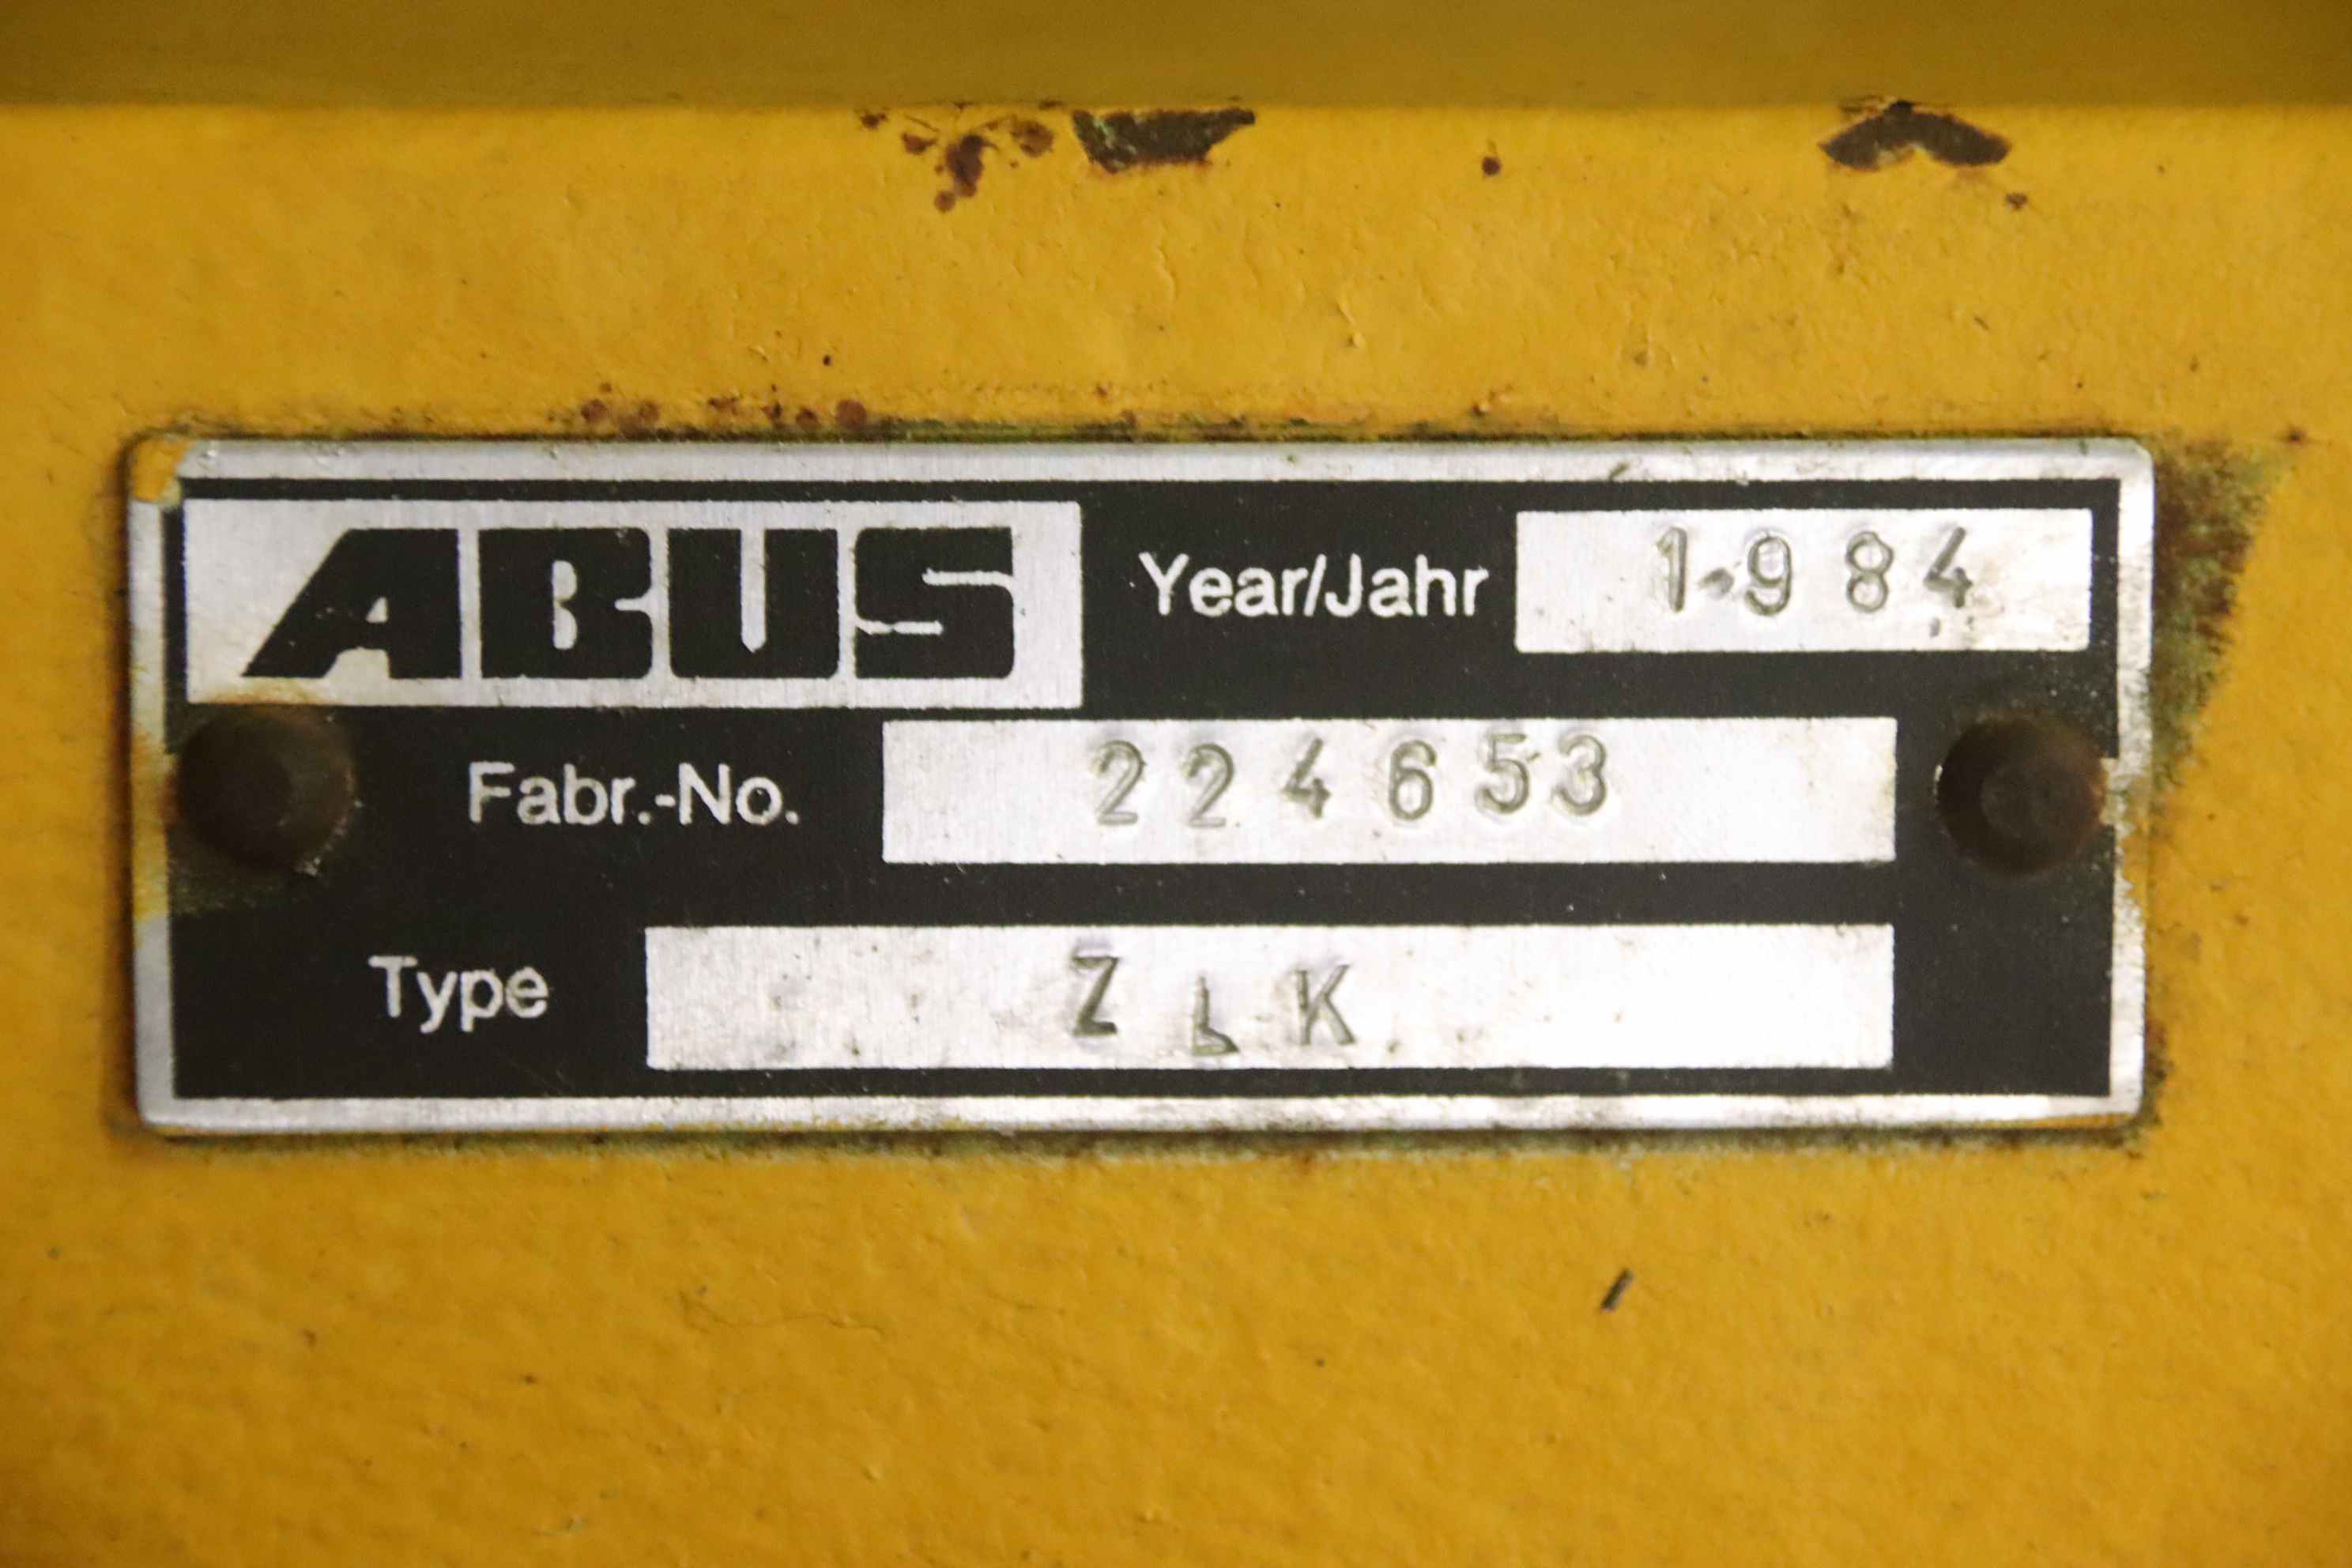 ABUS Year/Jahr 1984
Fabr.-No. 224653
Type ZLK